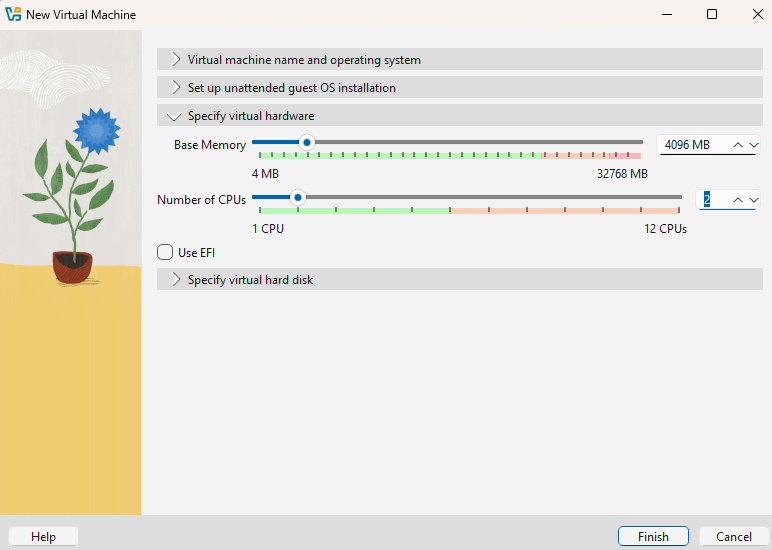 New Virtual Machine
Virtual machine name and operating system
Set up unattended guest OS installation
Specify virtual hardware
Base Memory
4096 MB
4 MB
32768 MB
Number of CPUs
2
1 CPU
12 CPUs
Use EFI
Specify virtual hard disk
Help
Finish
Cancel